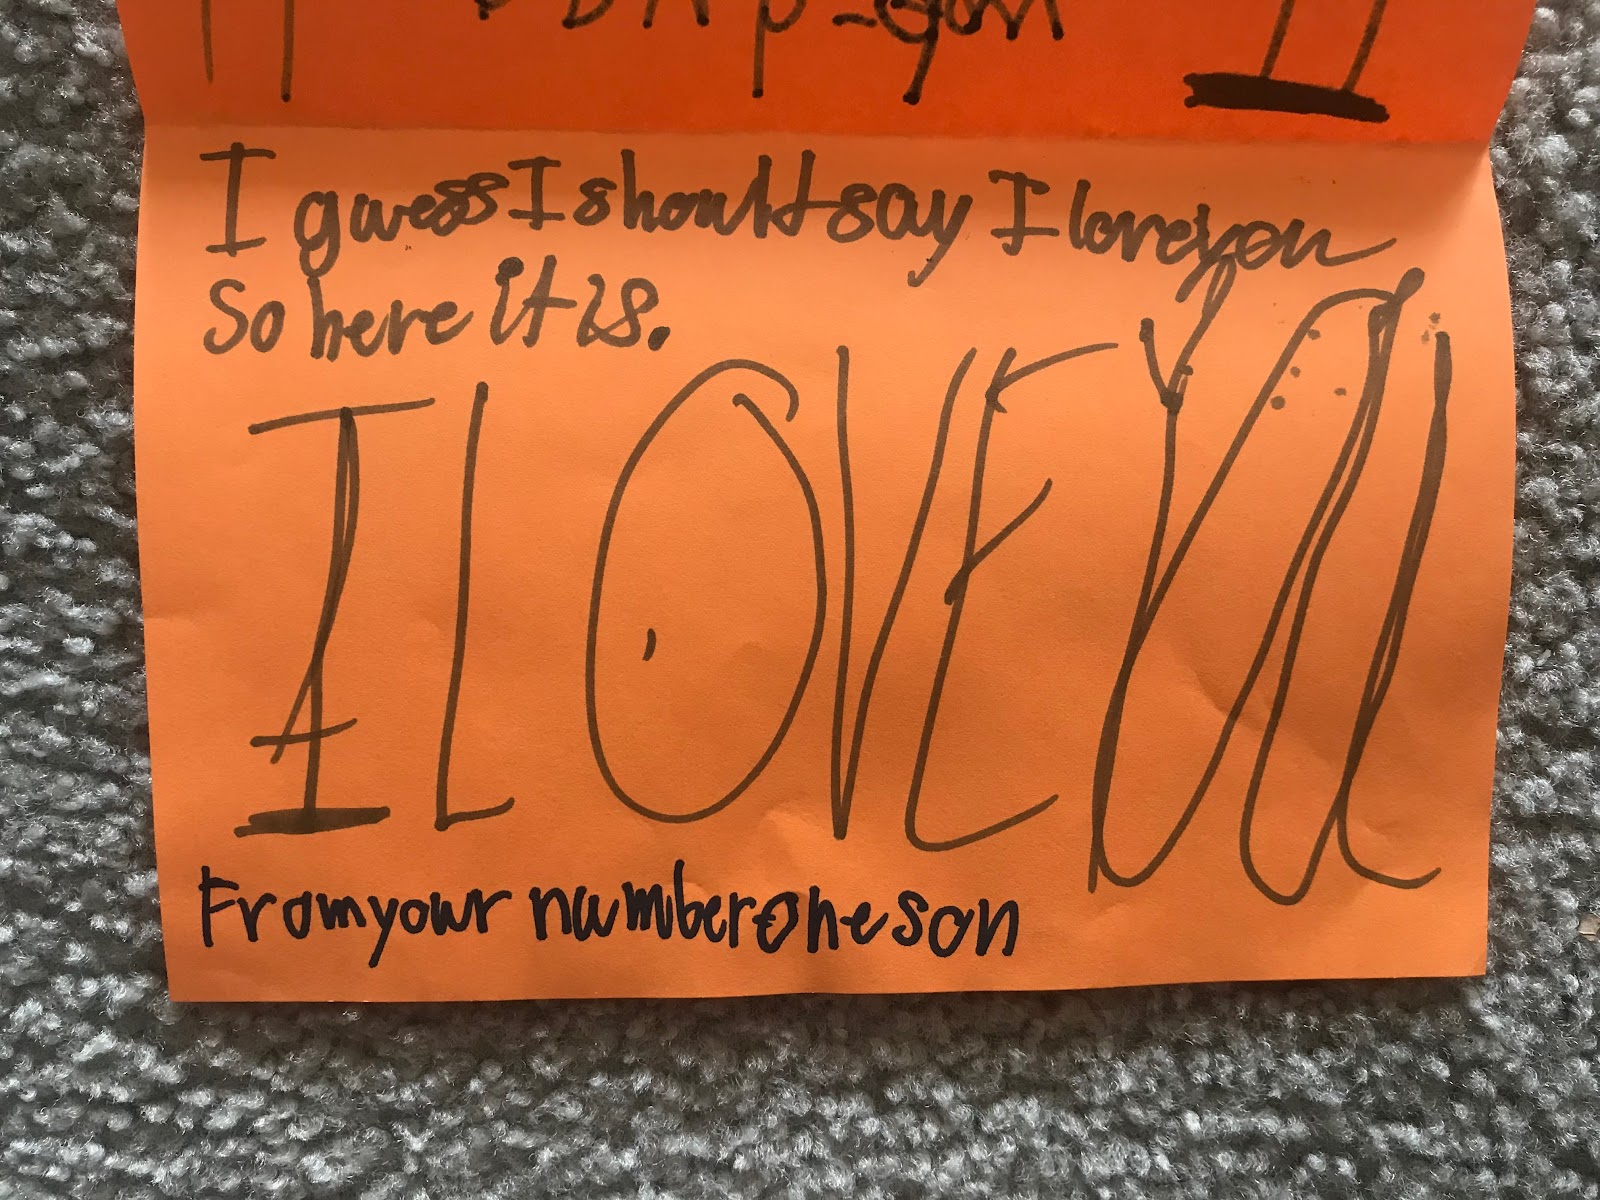 I guess I should say I love you
So here it is.
I LOVE YOU
From your number one son